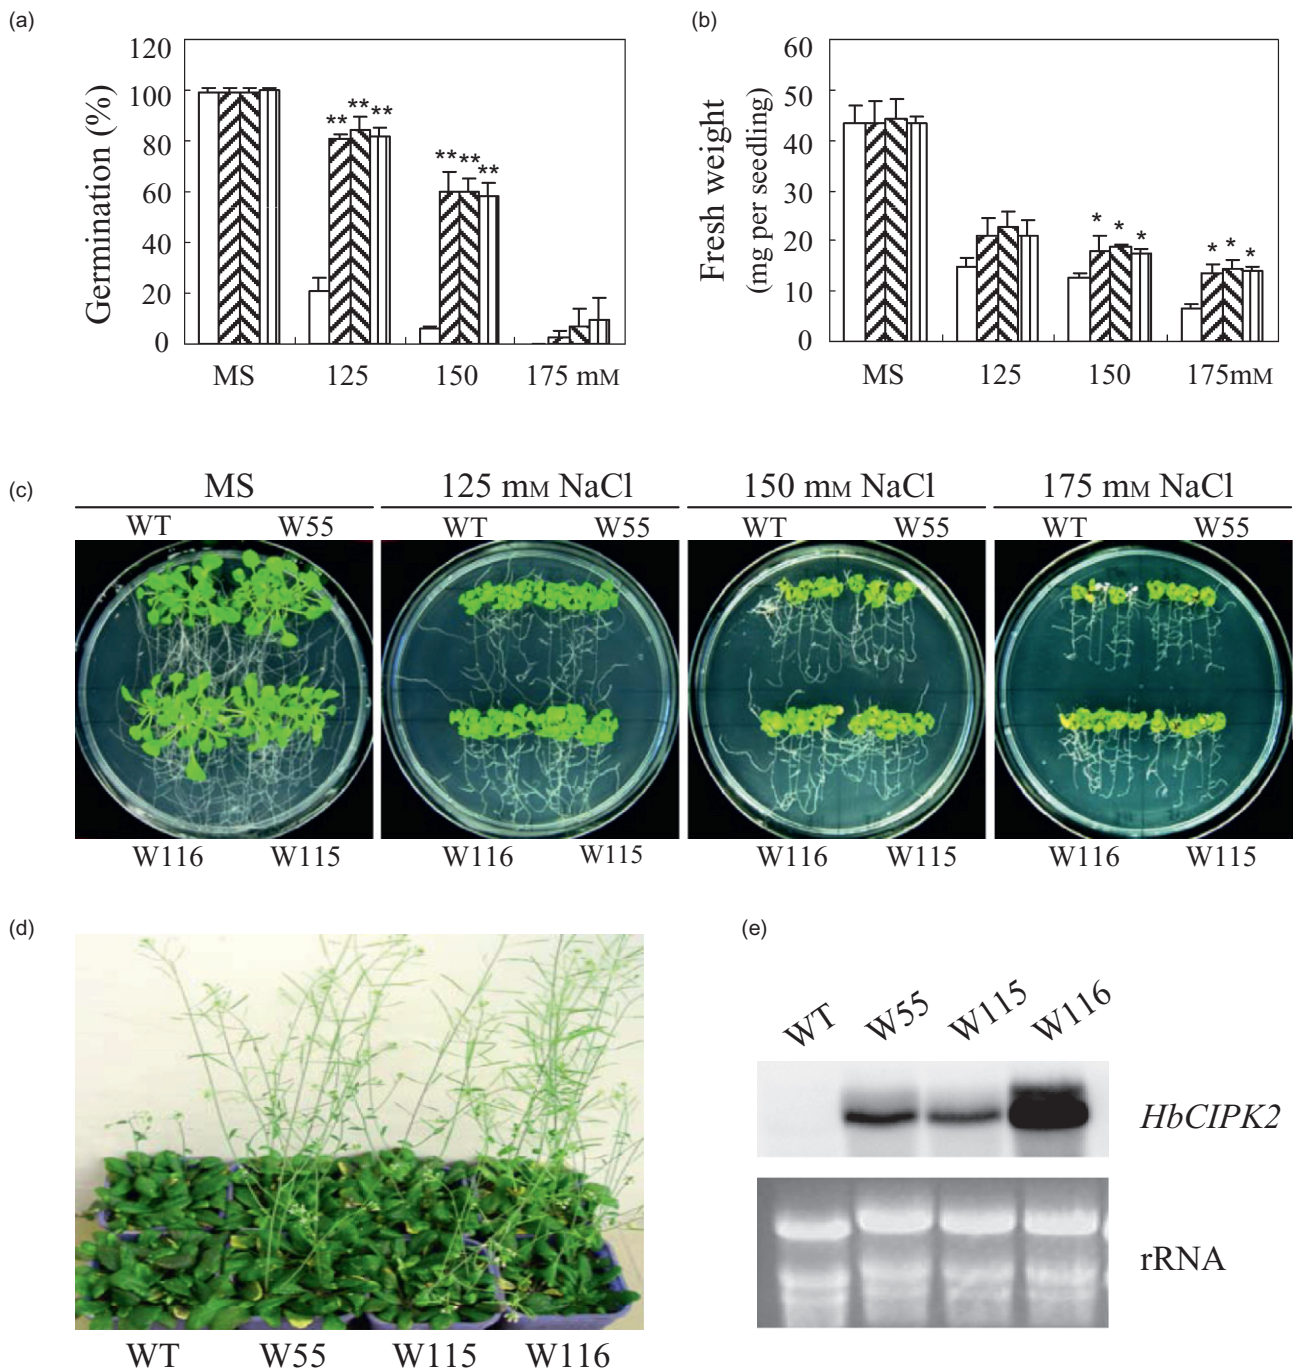 (a)
120
100
80
60
40
20
0
Germination (%)
** ** **
** ** **
MS 125 150 175 mM
(b)
60
50
40
30
20
10
0
Fresh weight
(mg per seedling)
* * *
* * *
MS 125 150 175mM
(c)
MS 125 mM NaCl 150 mM NaCl 175 mM NaCl
WT W55 WT W55 WT W55 WT W55
W116 W115 W116 W115 W116 W115 W116 W115
(d)
WT W55 W115 W116
(e)
WT W55 W115 W116
HbCIPK2
rRNA